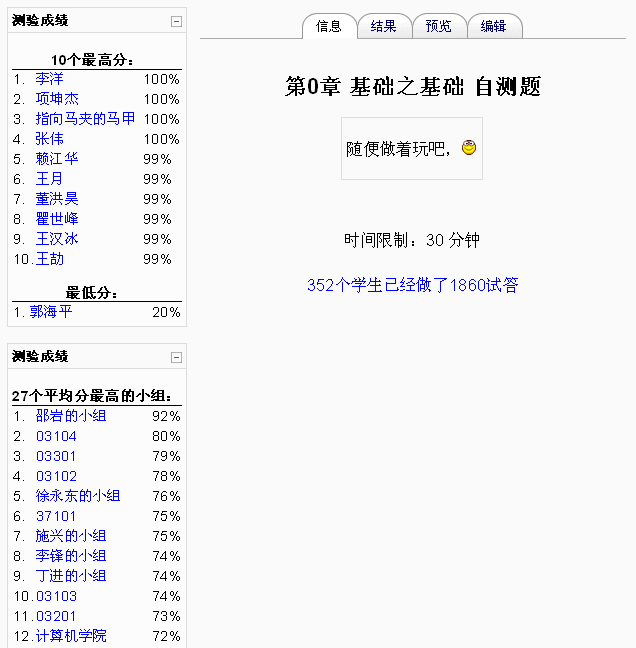 测验成绩
10个最高分：
1. 李洋 100%
2. 项坤杰 100%
3. 指向马夹的马甲 100%
4. 张伟 100%
5. 赖江华 99%
6. 王月 99%
7. 董洪昊 99%
8. 瞿世峰 99%
9. 王汉冰 99%
10.王劼 99%
最低分：
1. 郭海平 20%
测验成绩
27个平均分最高的小组：
1. 邵岩的小组 92%
2. 03104 80%
3. 03301 79%
4. 03102 78%
5. 徐永东的小组 76%
6. 37101 75%
7. 施兴的小组 75%
8. 李锋的小组 74%
9. 丁进的小组 74%
10.03103 74%
11.03201 73%
12.计算机学院 72%
信息 结果 预览 编辑
第0章 基础之基础 自测题
随便做着玩吧，
时间限制：30 分钟
352个学生已经做了1860试答